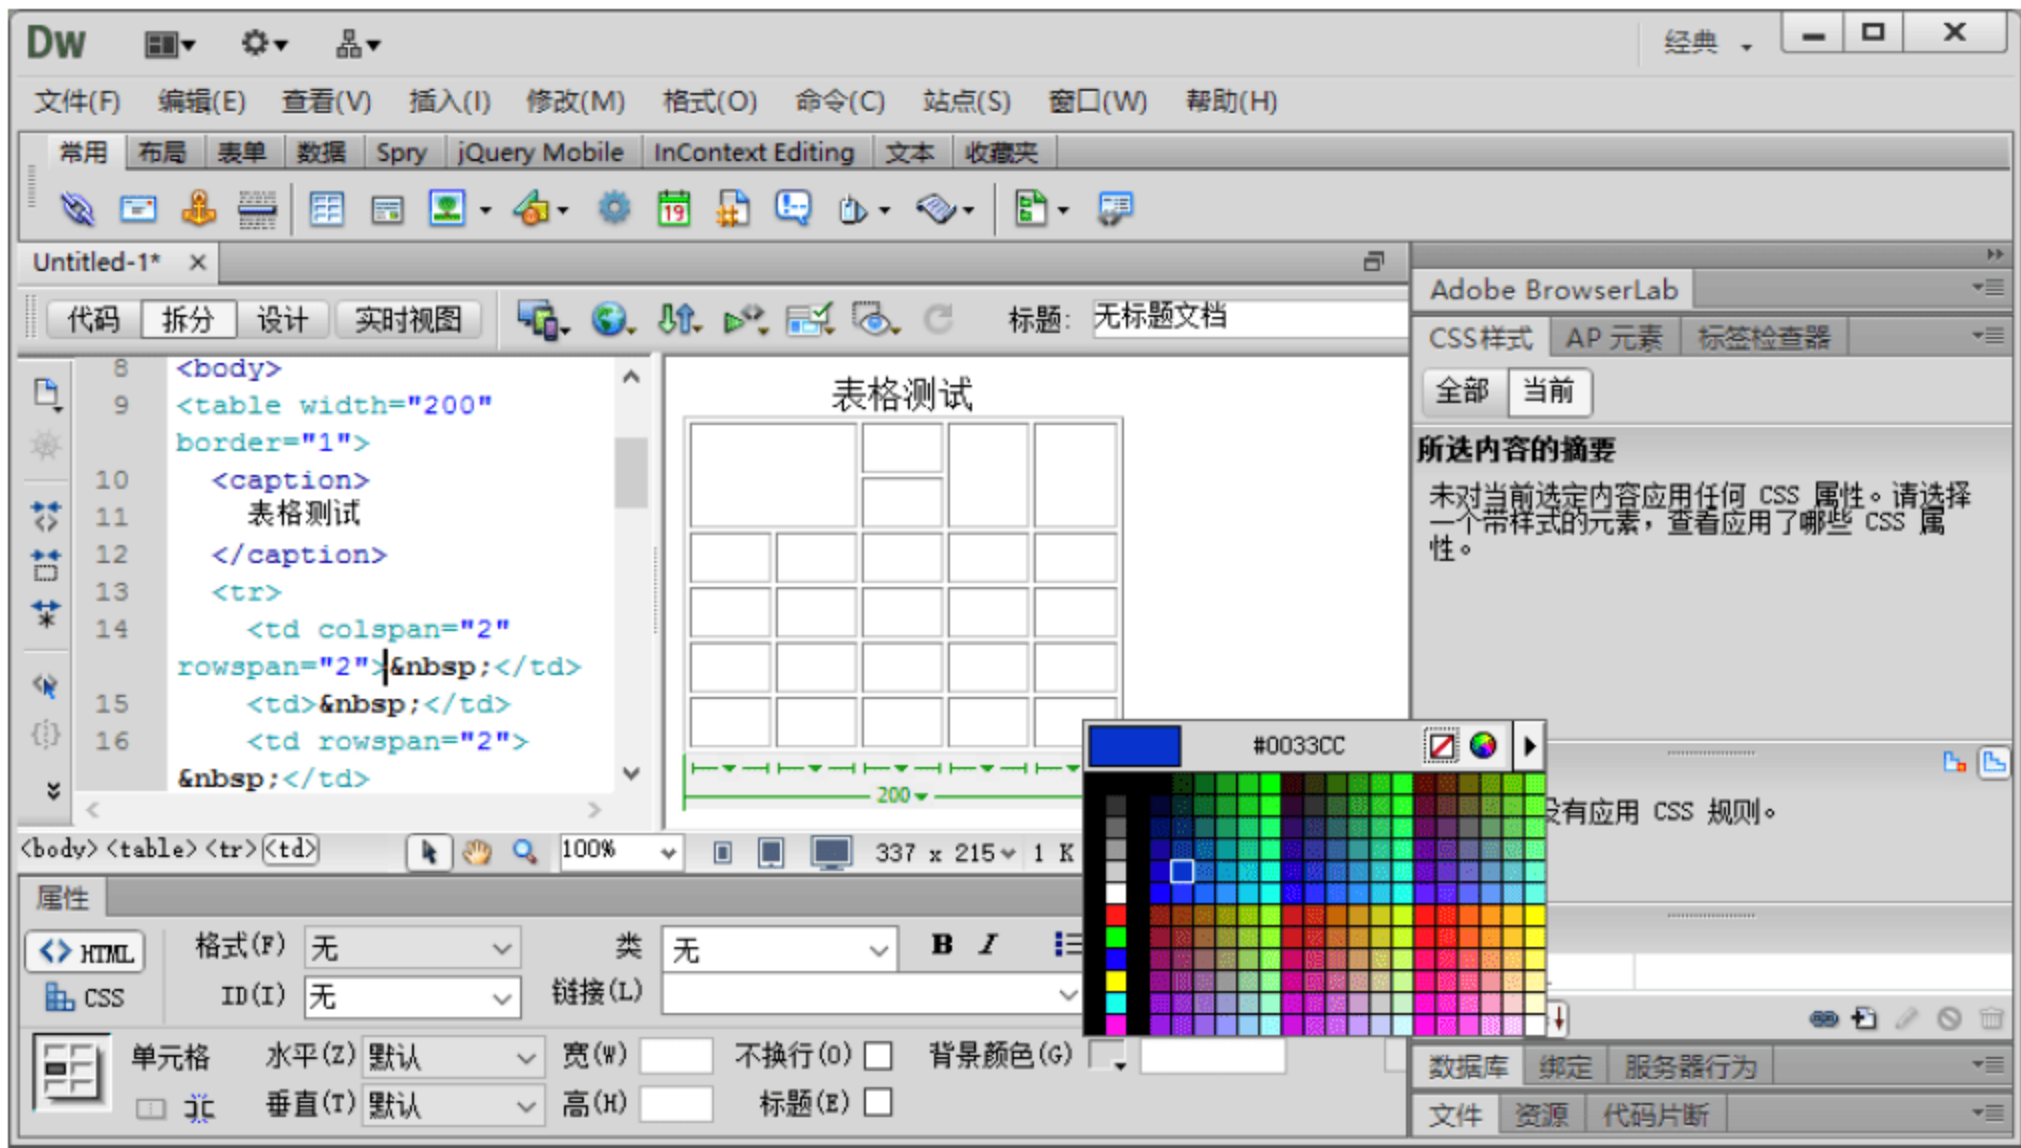 Dw
经典
文件(F) 编辑(E) 查看(V) 插入(I) 修改(M) 格式(O) 命令(C) 站点(S) 窗口(W) 帮助(H)
常用 布局 表单 数据 Spry jQuery Mobile InContext Editing 文本 收藏夹
19
Untitled-1*
代码 拆分 设计 实时视图 标题: 无标题文档
8 <body>
9 <table width="200"
border="1">
10 <caption>
11 表格测试
12 </caption>
13 <tr>
14 <td colspan="2"
rowspan="2">&nbsp;</td>
15 <td>&nbsp;</td>
16 <td rowspan="2">
&nbsp;</td>
表格测试
200
<body> <table> <tr> <td> 100% 337 x 215 1 K
Adobe BrowserLab
CSS样式 AP 元素 标签检查器
全部 当前
所选内容的摘要
未对当前选定内容应用任何 CSS 属性。请选择
一个带样式的元素，查看应用了哪些 CSS 属
性。
#0033CC
没有应用 CSS 规则。
属性
HTML 格式(F) 无 类 无 B I
CSS ID(I) 无 链接(L)
单元格 水平(Z) 默认 宽(W) 不换行(O) 背景颜色(G)
垂直(T) 默认 高(H) 标题(E)
数据库 绑定 服务器行为
文件 资源 代码片断